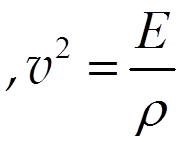 , v² = E/ρ